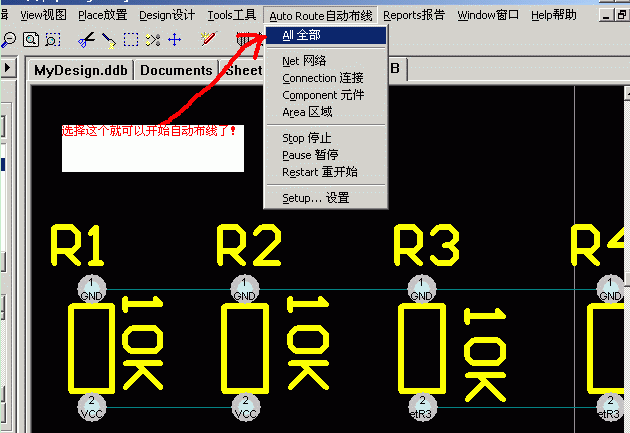 View视图 Place放置 Design设计 Tools工具 Auto Route自动布线 Reports报告 Window窗口 Help帮助
All 全部
Net 网络
Connection 连接
Component 元件
Area 区域
Stop 停止
Pause 暂停
Restart 重开始
Setup... 设置
MyDesign.ddb Documents Sheet B
选择这个就可以开始自动布线了!
R1 R2 R3 R4
1 1 1 1
GND GND GND GND
10K 10K 10K
2 2 2 2
VCC VCC etR3 VCC